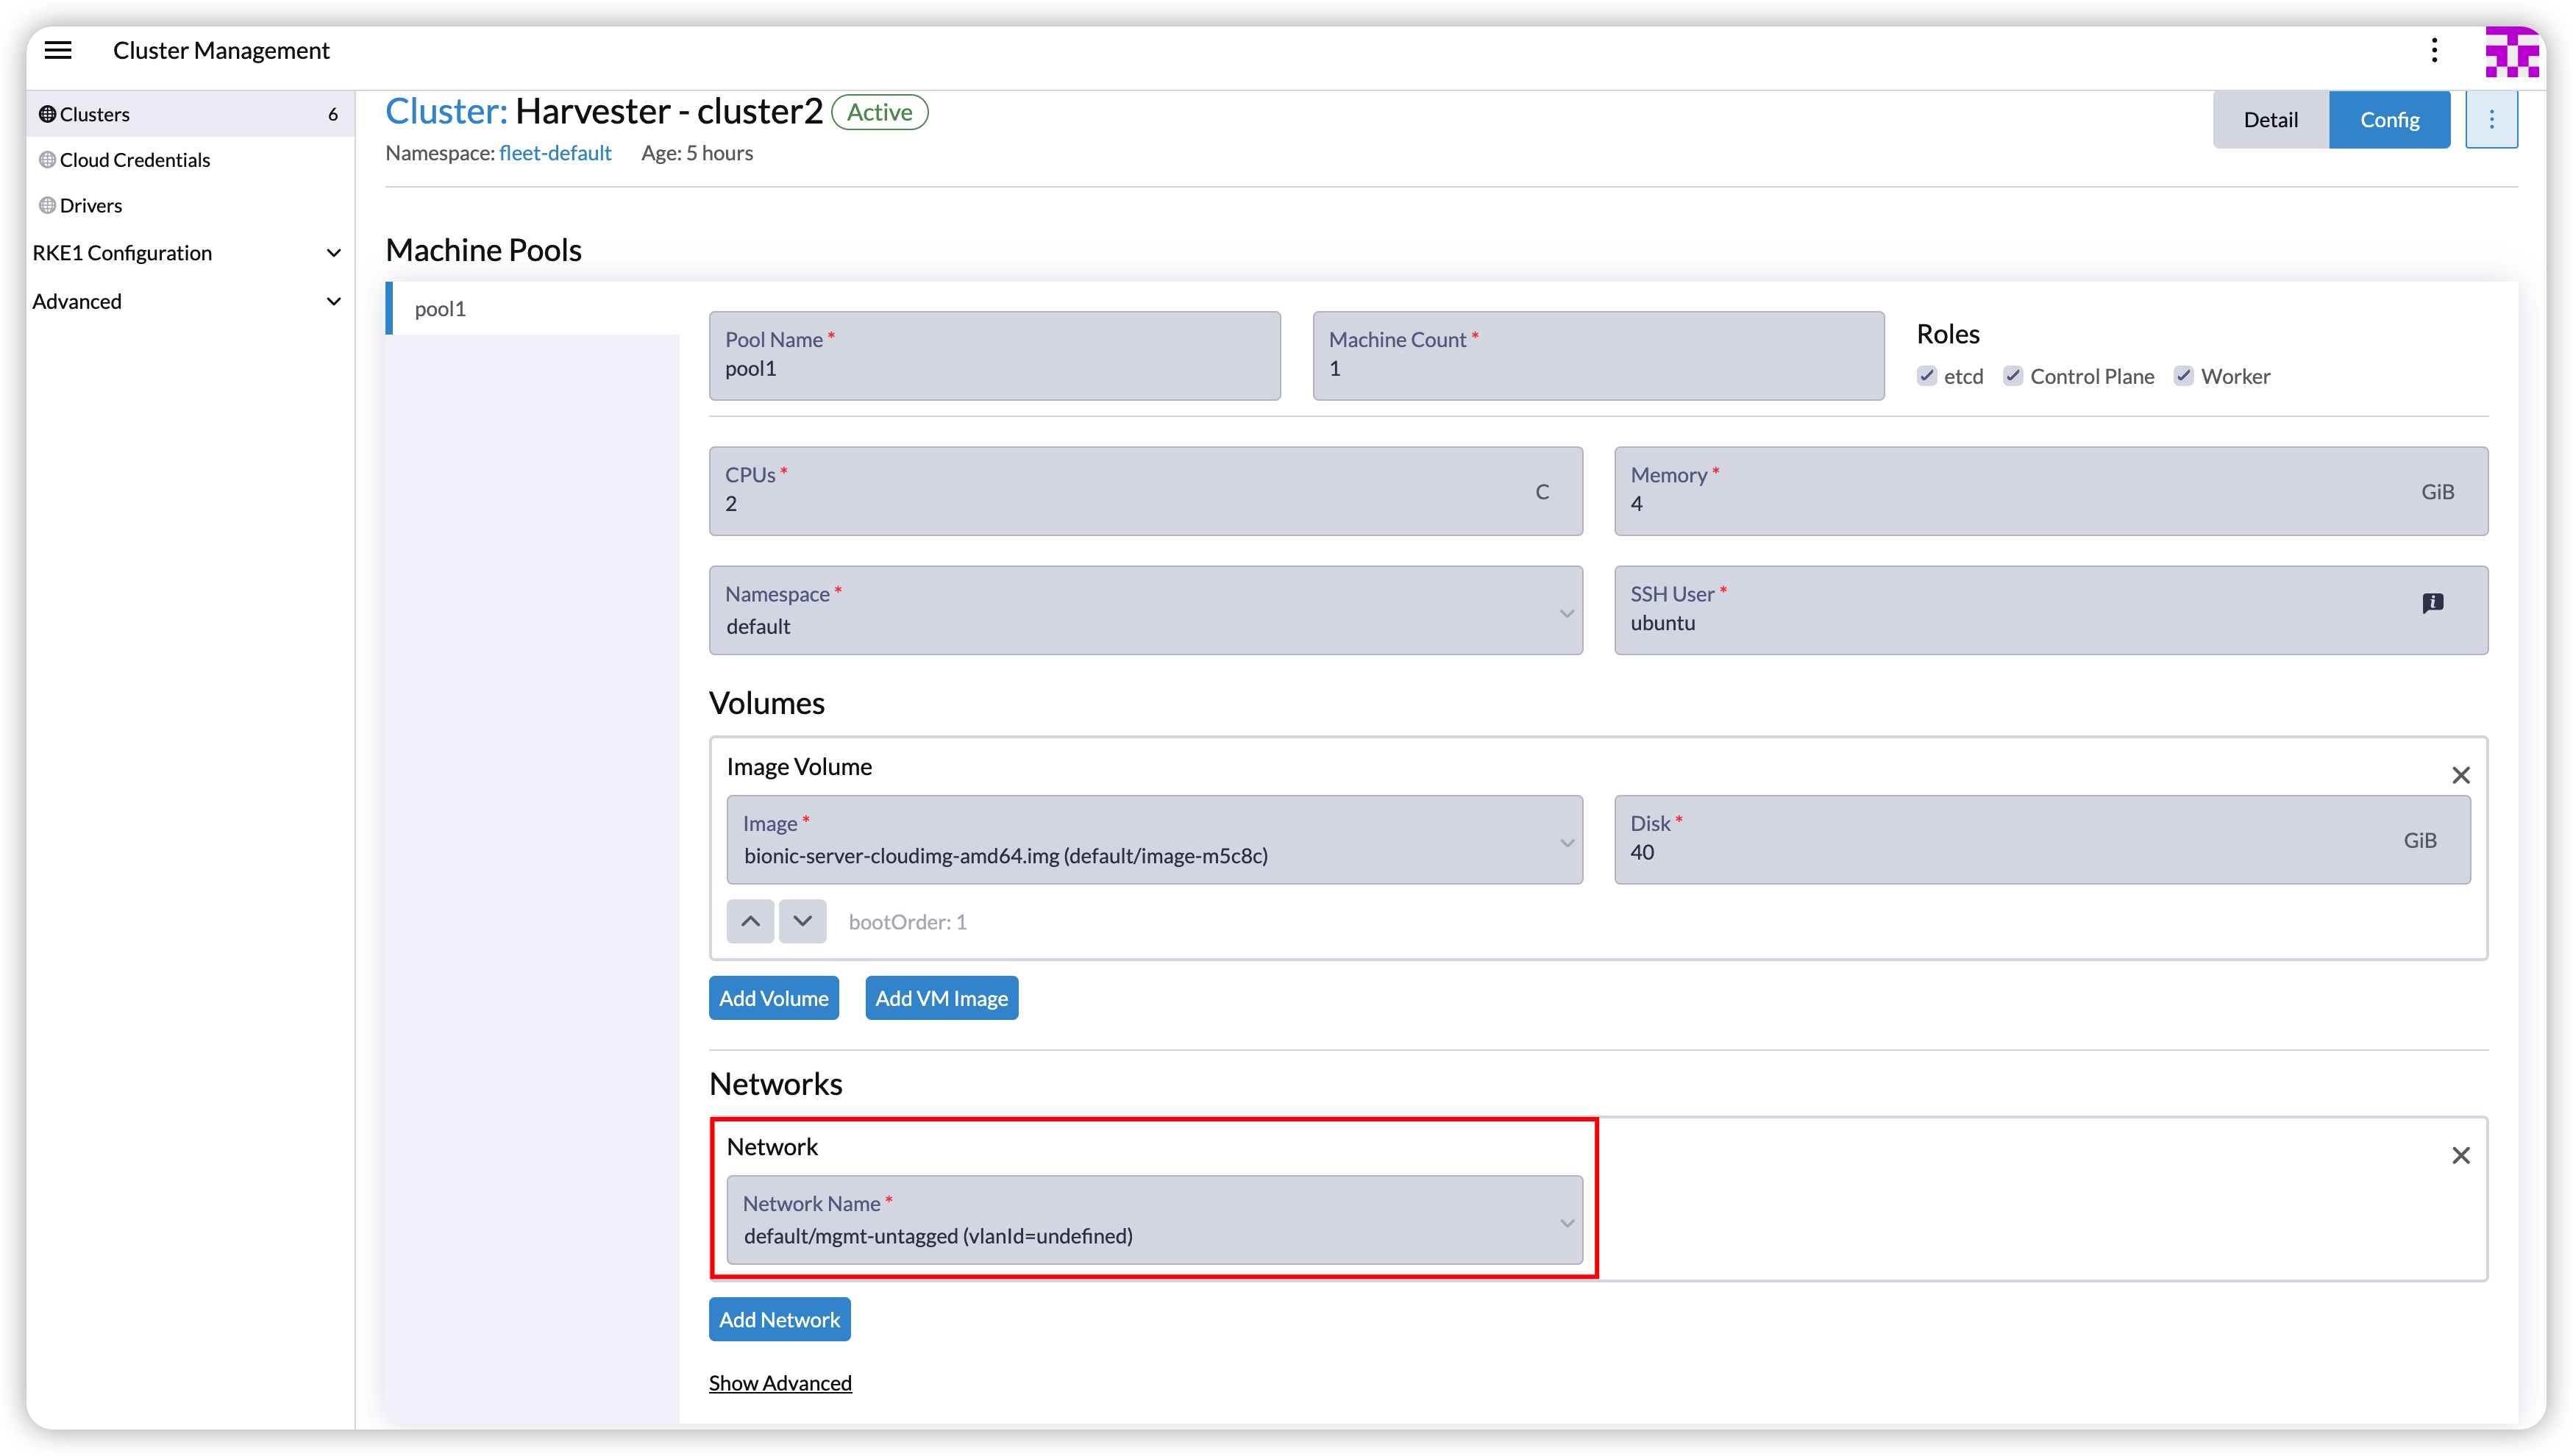 Cluster Management
Clusters 6
Cloud Credentials
Drivers
RKE1 Configuration
Advanced
Cluster: Harvester - cluster2 Active
Namespace: fleet-default Age: 5 hours
Detail Config
Machine Pools
pool1
Pool Name *
pool1
Machine Count *
1
Roles
etcd Control Plane Worker
CPUs *
2
C
Memory *
4
GiB
Namespace *
default
SSH User *
ubuntu
Volumes
Image Volume
Image *
bionic-server-cloudimg-amd64.img (default/image-m5c8c)
Disk *
40
GiB
bootOrder: 1
Add Volume Add VM Image
Networks
Network
Network Name *
default/mgmt-untagged (vlanId=undefined)
Add Network
Show Advanced